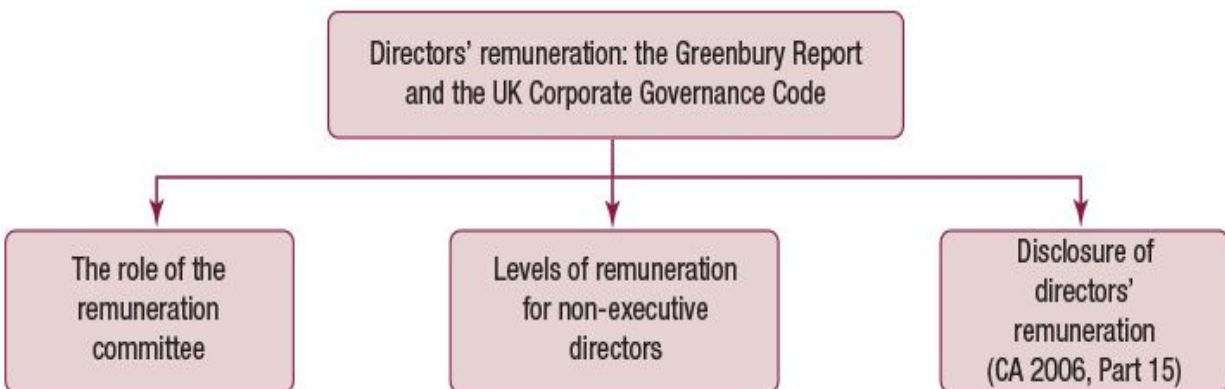 Directors’ remuneration: the Greenbury Report
and the UK Corporate Governance Code
The role of the
remuneration
committee
Levels of remuneration
for non-executive
directors
Disclosure of
directors’
remuneration
(CA 2006, Part 15)